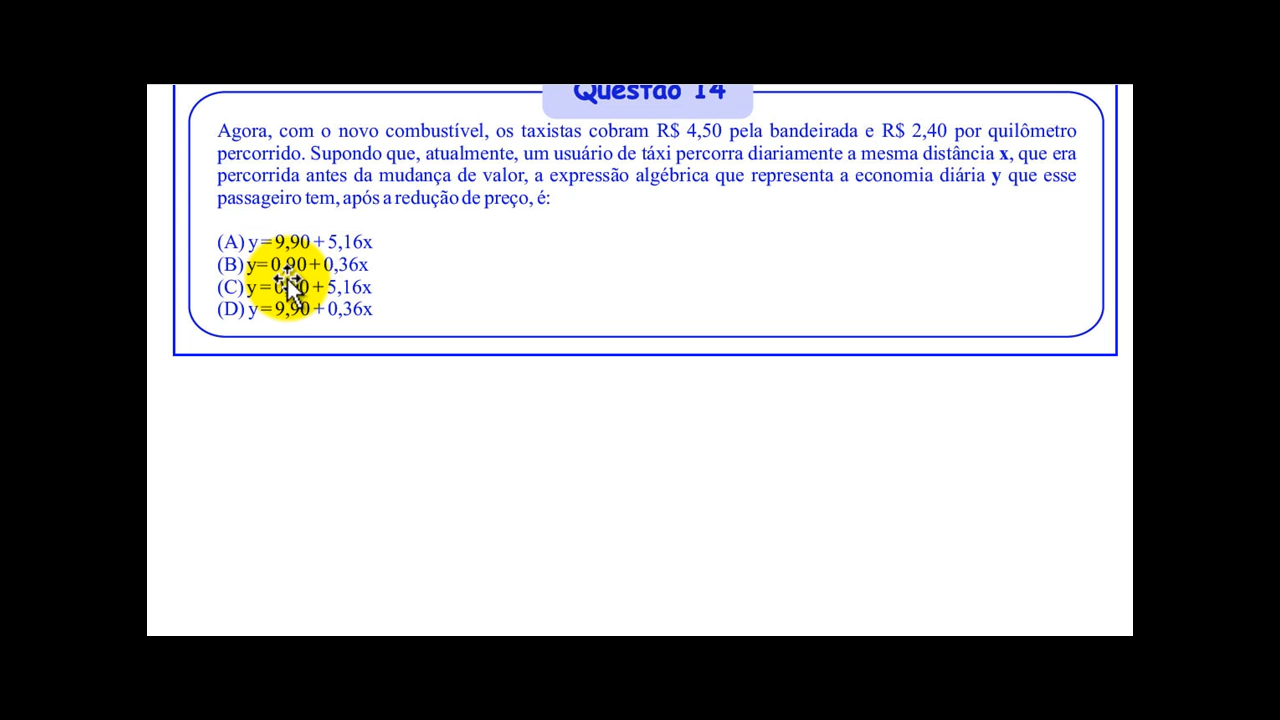 Questão 14
Agora, com o novo combustível, os taxistas cobram R$ 4,50 pela bandeirada e R$ 2,40 por quilômetro
percorrido. Supondo que, atualmente, um usuário de táxi percorra diariamente a mesma distância x, que era
percorrida antes da mudança de valor, a expressão algébrica que representa a economia diária y que esse
passageiro tem, após a redução de preço, é:
(A) y = 9,90 + 5,16x
(B) y = 0,90 + 0,36x
(C) y = + 5,16x
(D) y = 9,90 + 0,36x